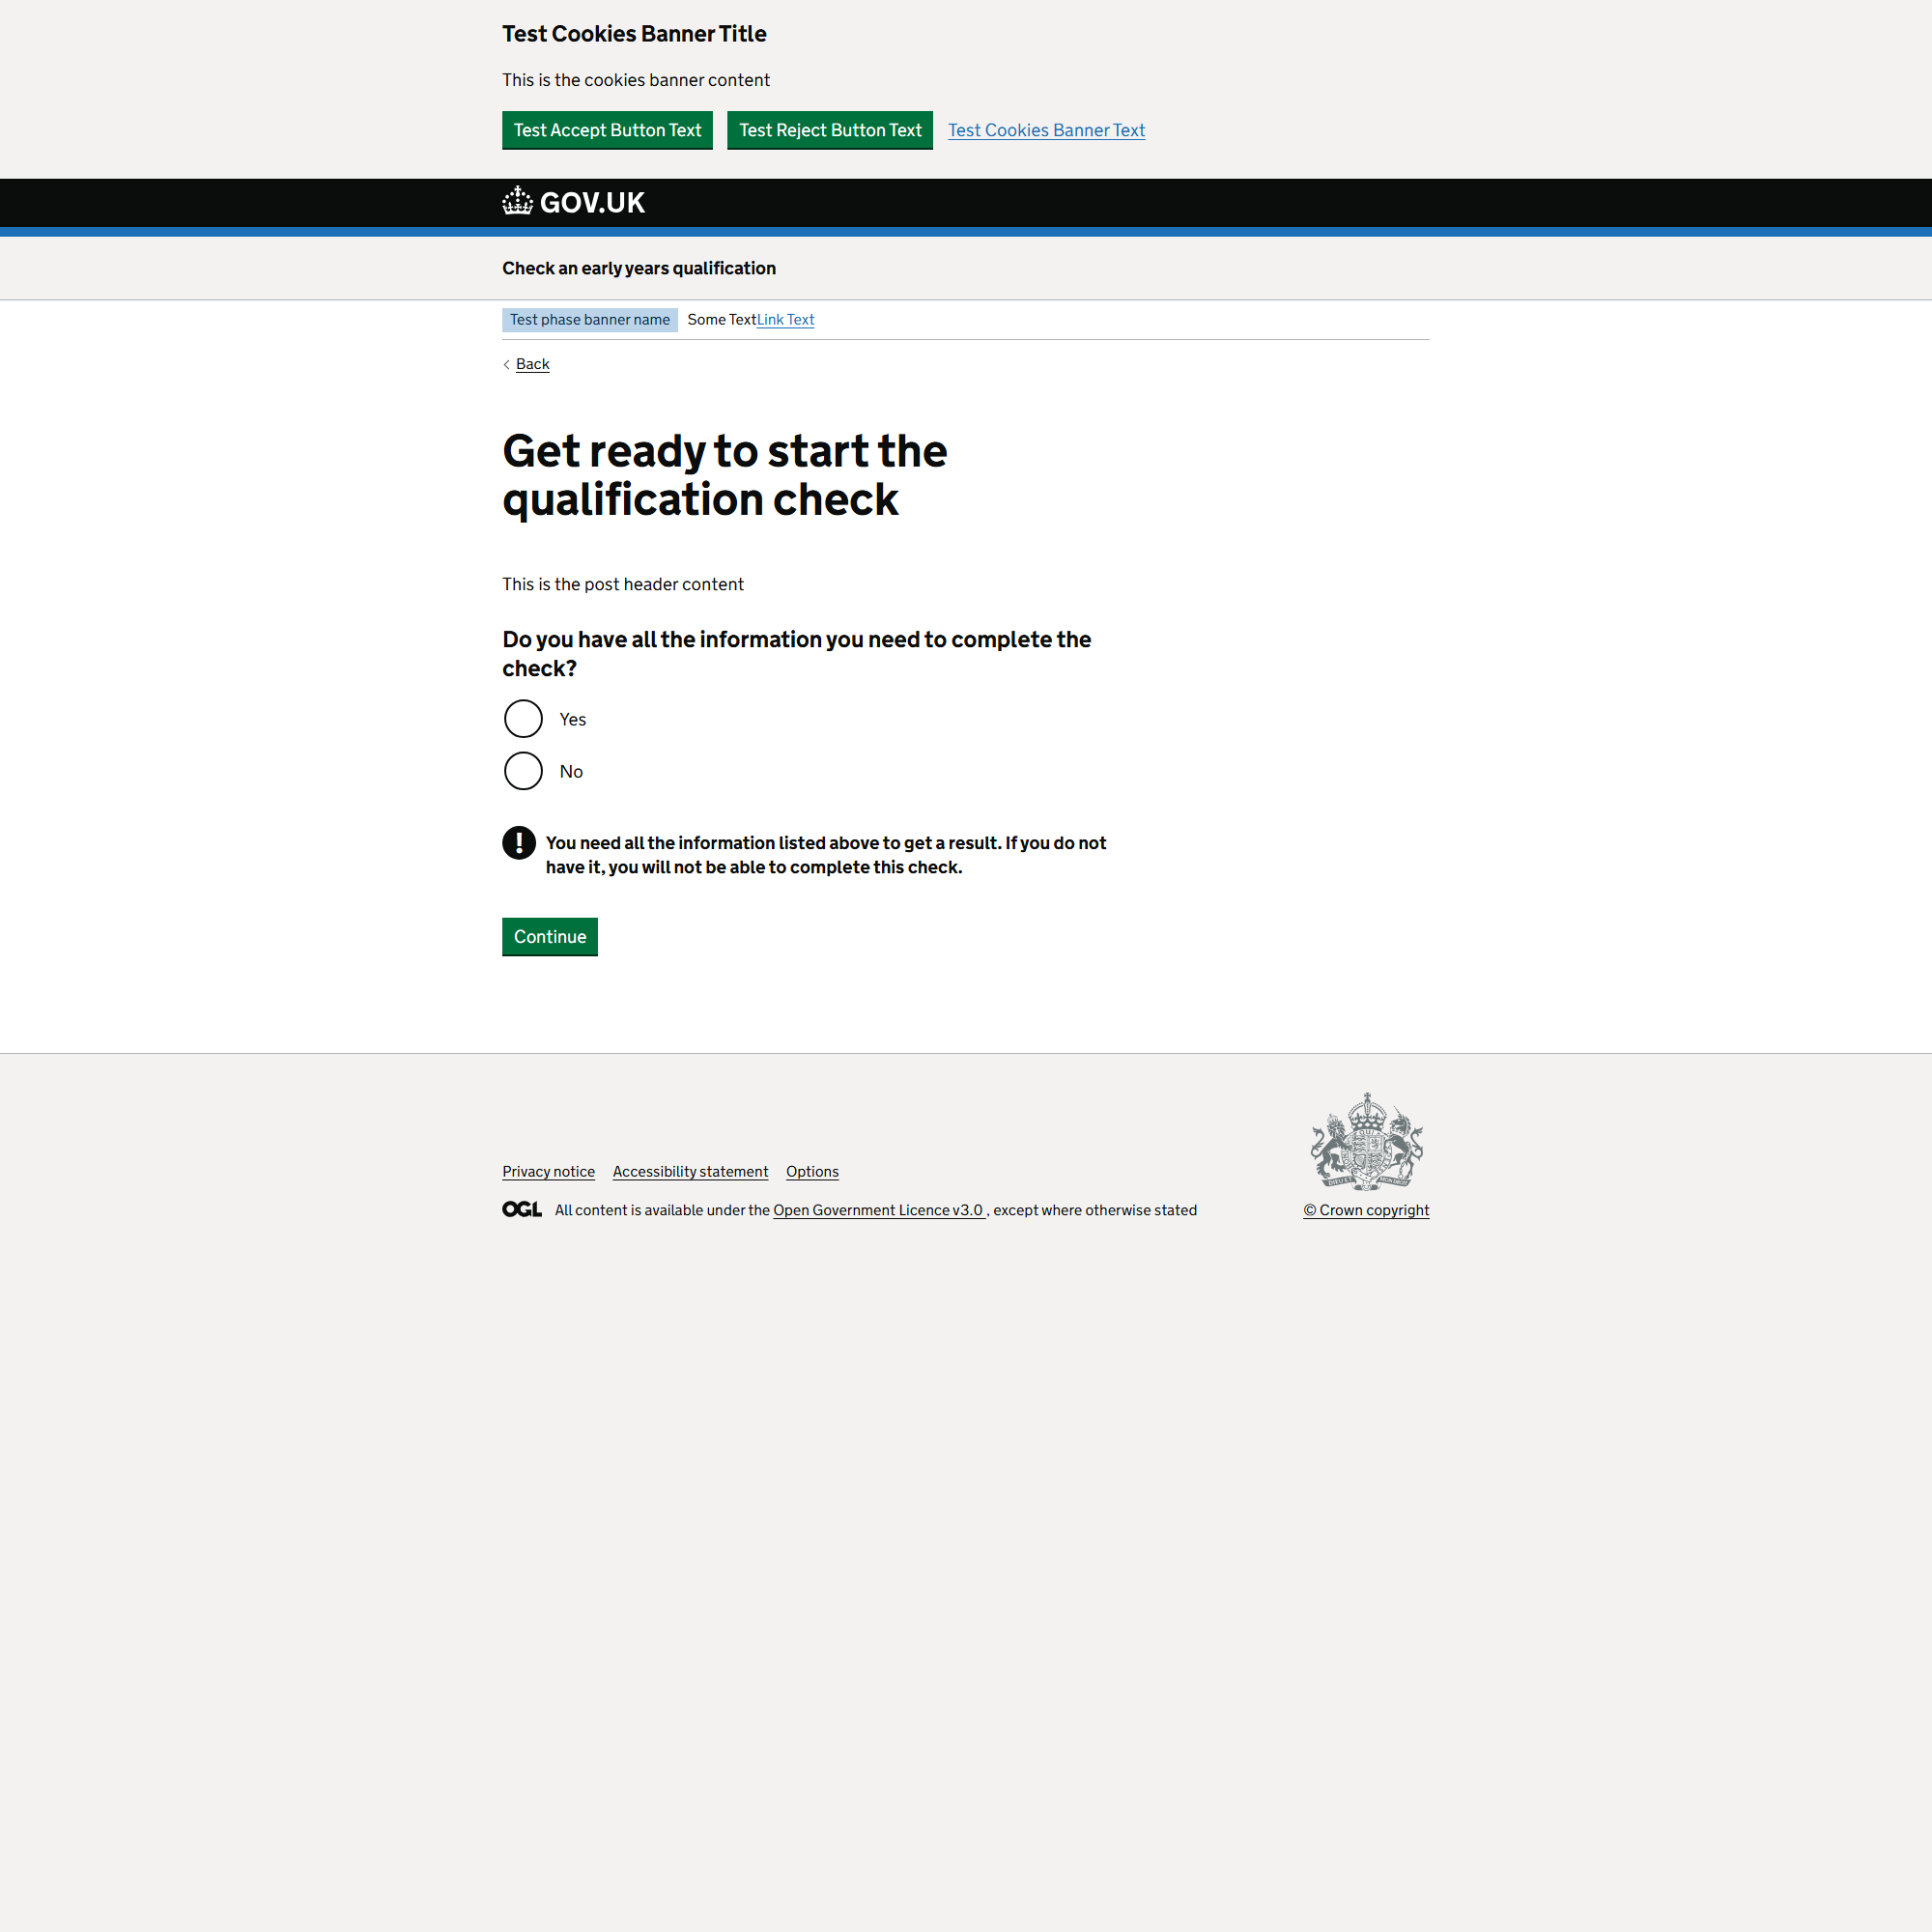 Test Cookies Banner Title
This is the cookies banner content
Test Accept Button Text Test Reject Button Text Test Cookies Banner Text
GOV.UK
Check an early years qualification
Test phase banner name Some TextLink Text
Back
Get ready to start the
qualification check
This is the post header content
Do you have all the information you need to complete the
check?
Yes
No
! You need all the information listed above to get a result. If you do not
have it, you will not be able to complete this check.
Continue
Privacy notice Accessibility statement Options
OGL All content is available under the Open Government Licence v3.0 , except where otherwise stated
© Crown copyright